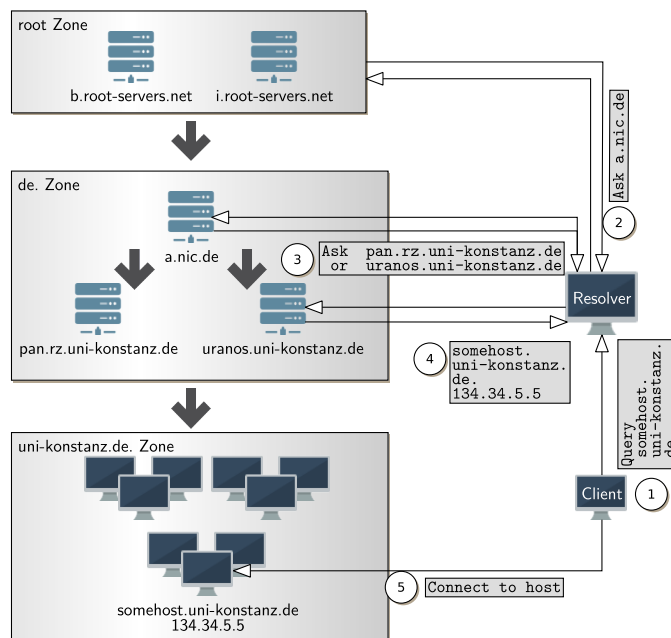 root Zone
b.root-servers.net
i.root-servers.net
Ask a.nic.de
2
de. Zone
a.nic.de
3
Ask pan.rz.uni-konstanz.de
or uranos.uni-konstanz.de
Resolver
pan.rz.uni-konstanz.de
uranos.uni-konstanz.de
4
somehost.
uni-konstanz.
de.
134.34.5.5
Query
somehost.
uni-konstanz.
de.
uni-konstanz.de. Zone
Client
1
5
Connect to host
somehost.uni-konstanz.de
134.34.5.5